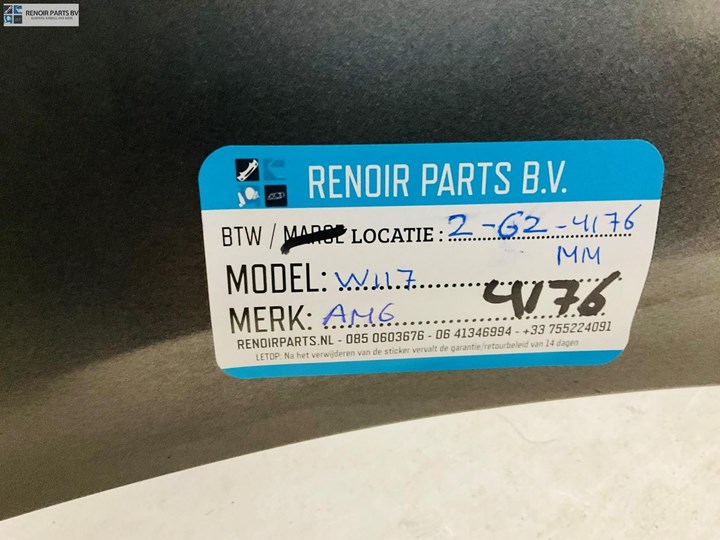 RENOIR PARTS BV
RENOIR PARTS B.V.
BTW / MARGE LOCATIE : 2-G2-4176
MM
MODEL: W117
4176
MERK: AMG
RENOIRPARTS.NL - 085 0603676 - 06 41346994 - +33 755224091
LETOP: Na het verwijderen van de sticker vervalt de garantie/retourbeleid van 14 dagen